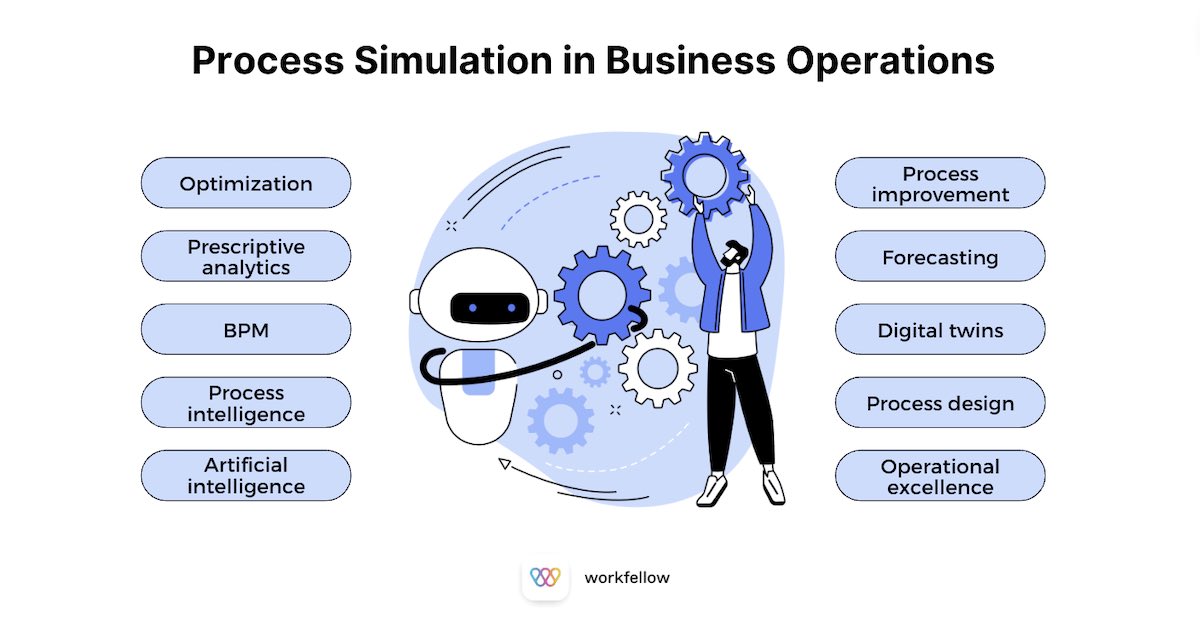 Process Simulation in Business Operations
Optimization
Prescriptive
analytics
BPM
Process
intelligence
Artificial
intelligence
Process
improvement
Forecasting
Digital twins
Process design
Operational
excellence
workfellow